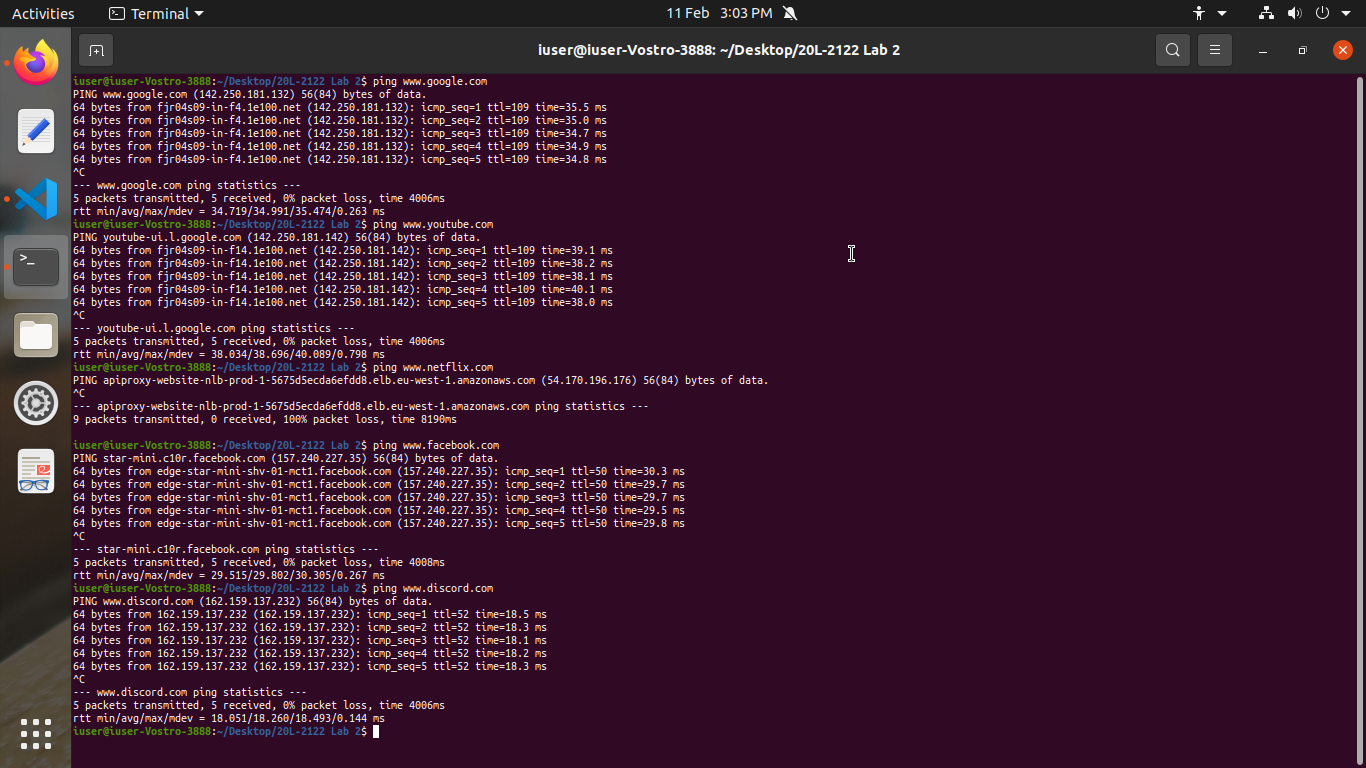 Activities Terminal 11 Feb 3:03 PM
iuser@iuser-Vostro-3888: ~/Desktop/20L-2122 Lab 2
iuser@iuser-Vostro-3888:~/Desktop/20L-2122 Lab 2$ ping www.google.com
PING www.google.com (142.250.181.132) 56(84) bytes of data.
64 bytes from fjr04s09-in-f4.1e100.net (142.250.181.132): icmp_seq=1 ttl=109 time=35.5 ms
64 bytes from fjr04s09-in-f4.1e100.net (142.250.181.132): icmp_seq=2 ttl=109 time=35.0 ms
64 bytes from fjr04s09-in-f4.1e100.net (142.250.181.132): icmp_seq=3 ttl=109 time=34.7 ms
64 bytes from fjr04s09-in-f4.1e100.net (142.250.181.132): icmp_seq=4 ttl=109 time=34.9 ms
64 bytes from fjr04s09-in-f4.1e100.net (142.250.181.132): icmp_seq=5 ttl=109 time=34.8 ms
^C
--- www.google.com ping statistics ---
5 packets transmitted, 5 received, 0% packet loss, time 4006ms
rtt min/avg/max/mdev = 34.719/34.991/35.474/0.263 ms
iuser@iuser-Vostro-3888:~/Desktop/20L-2122 Lab 2$ ping www.youtube.com
PING youtube-ui.l.google.com (142.250.181.142) 56(84) bytes of data.
64 bytes from fjr04s09-in-f14.1e100.net (142.250.181.142): icmp_seq=1 ttl=109 time=39.1 ms
64 bytes from fjr04s09-in-f14.1e100.net (142.250.181.142): icmp_seq=2 ttl=109 time=38.2 ms
64 bytes from fjr04s09-in-f14.1e100.net (142.250.181.142): icmp_seq=3 ttl=109 time=38.1 ms
64 bytes from fjr04s09-in-f14.1e100.net (142.250.181.142): icmp_seq=4 ttl=109 time=40.1 ms
64 bytes from fjr04s09-in-f14.1e100.net (142.250.181.142): icmp_seq=5 ttl=109 time=38.0 ms
^C
--- youtube-ui.l.google.com ping statistics ---
5 packets transmitted, 5 received, 0% packet loss, time 4006ms
rtt min/avg/max/mdev = 38.034/38.696/40.089/0.798 ms
iuser@iuser-Vostro-3888:~/Desktop/20L-2122 Lab 2$ ping www.netflix.com
PING apiproxy-website-nlb-prod-1-5675d5ecda6efdd8.elb.eu-west-1.amazonaws.com (54.170.196.176) 56(84) bytes of data.
^C
--- apiproxy-website-nlb-prod-1-5675d5ecda6efdd8.elb.eu-west-1.amazonaws.com ping statistics ---
9 packets transmitted, 0 received, 100% packet loss, time 8190ms
iuser@iuser-Vostro-3888:~/Desktop/20L-2122 Lab 2$ ping www.facebook.com
PING star-mini.c10r.facebook.com (157.240.227.35) 56(84) bytes of data.
64 bytes from edge-star-mini-shv-01-mct1.facebook.com (157.240.227.35): icmp_seq=1 ttl=50 time=30.3 ms
64 bytes from edge-star-mini-shv-01-mct1.facebook.com (157.240.227.35): icmp_seq=2 ttl=50 time=29.7 ms
64 bytes from edge-star-mini-shv-01-mct1.facebook.com (157.240.227.35): icmp_seq=3 ttl=50 time=29.7 ms
64 bytes from edge-star-mini-shv-01-mct1.facebook.com (157.240.227.35): icmp_seq=4 ttl=50 time=29.5 ms
64 bytes from edge-star-mini-shv-01-mct1.facebook.com (157.240.227.35): icmp_seq=5 ttl=50 time=29.8 ms
^C
--- star-mini.c10r.facebook.com ping statistics ---
5 packets transmitted, 5 received, 0% packet loss, time 4008ms
rtt min/avg/max/mdev = 29.515/29.802/30.305/0.267 ms
iuser@iuser-Vostro-3888:~/Desktop/20L-2122 Lab 2$ ping www.discord.com
PING www.discord.com (162.159.137.232) 56(84) bytes of data.
64 bytes from 162.159.137.232 (162.159.137.232): icmp_seq=1 ttl=52 time=18.5 ms
64 bytes from 162.159.137.232 (162.159.137.232): icmp_seq=2 ttl=52 time=18.3 ms
64 bytes from 162.159.137.232 (162.159.137.232): icmp_seq=3 ttl=52 time=18.1 ms
64 bytes from 162.159.137.232 (162.159.137.232): icmp_seq=4 ttl=52 time=18.2 ms
64 bytes from 162.159.137.232 (162.159.137.232): icmp_seq=5 ttl=52 time=18.3 ms
^C
--- www.discord.com ping statistics ---
5 packets transmitted, 5 received, 0% packet loss, time 4006ms
rtt min/avg/max/mdev = 18.051/18.260/18.493/0.144 ms
iuser@iuser-Vostro-3888:~/Desktop/20L-2122 Lab 2$